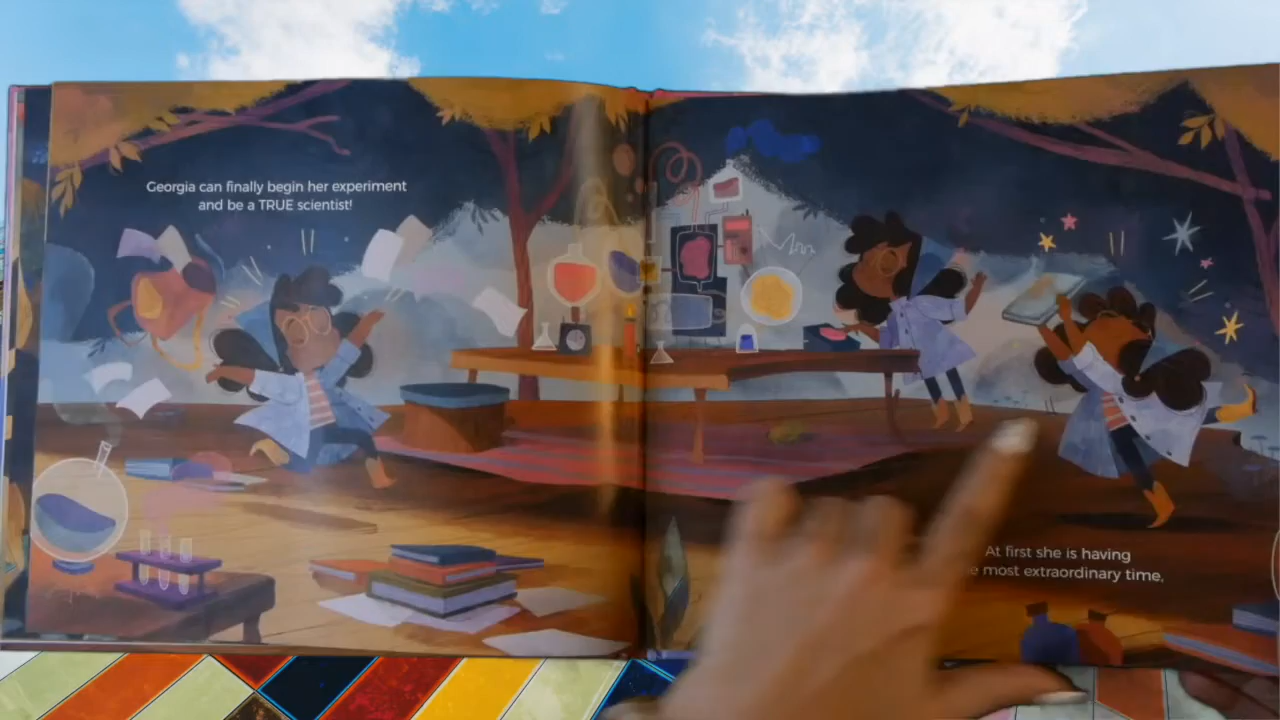 Georgia can finally begin her experiment
and be a TRUE scientist!
At first she is having
most extraordinary time,